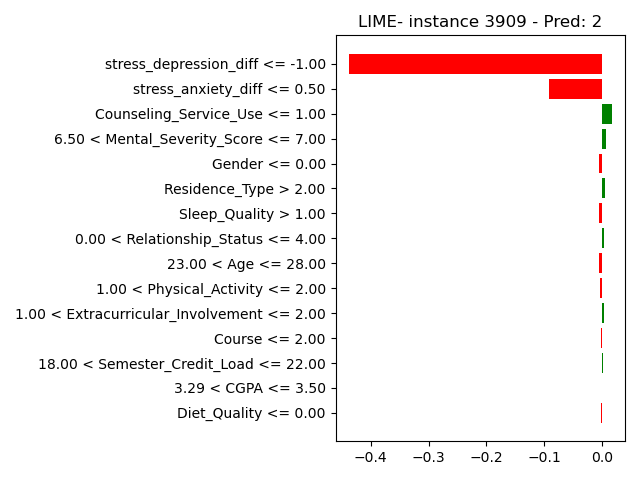 LIME- instance 3909 - Pred: 2
stress_depression_diff <= -1.00
stress_anxiety_diff <= 0.50
Counseling_Service_Use <= 1.00
6.50 < Mental_Severity_Score <= 7.00
Gender <= 0.00
Residence_Type > 2.00
Sleep_Quality > 1.00
0.00 < Relationship_Status <= 4.00
23.00 < Age <= 28.00
1.00 < Physical_Activity <= 2.00
1.00 < Extracurricular_Involvement <= 2.00
Course <= 2.00
18.00 < Semester_Credit_Load <= 22.00
3.29 < CGPA <= 3.50
Diet_Quality <= 0.00
−0.4 −0.3 −0.2 −0.1 0.0